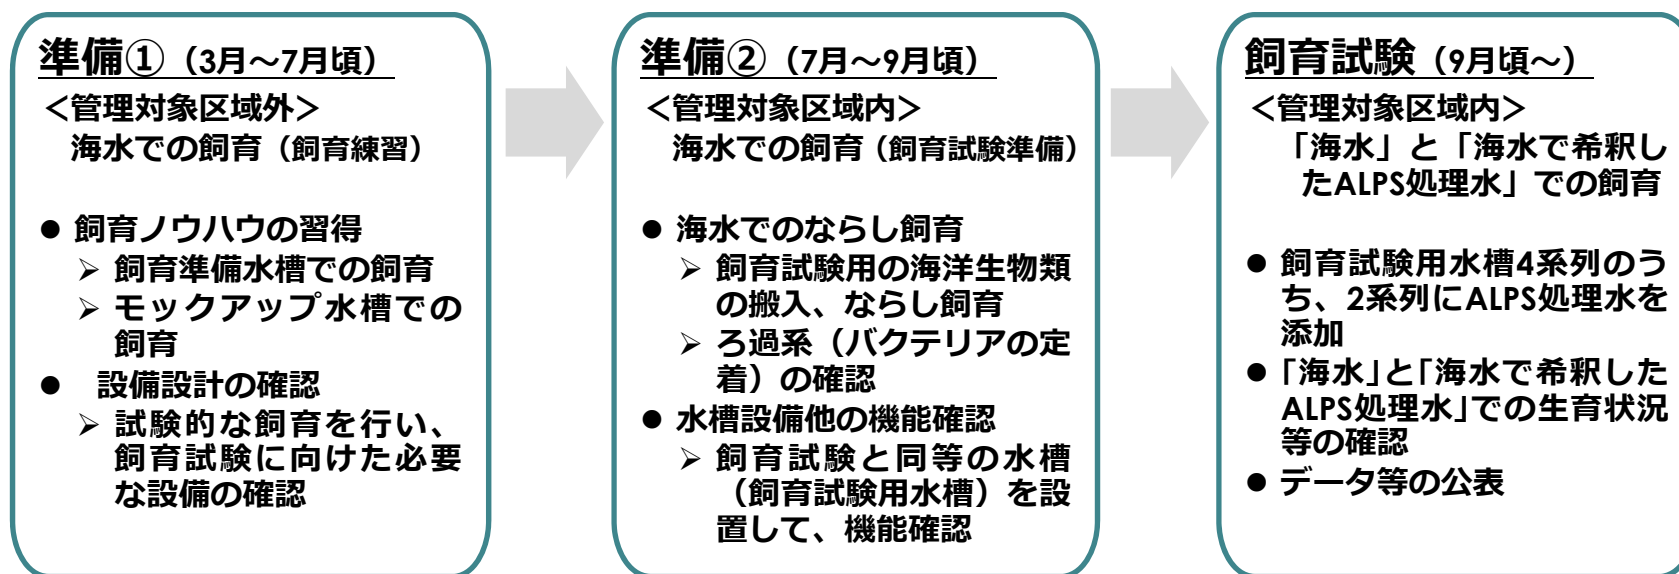 準備①（3月～7月頃）
＜管理対象区域外＞
海水での飼育（飼育練習）
● 飼育ノウハウの習得
➢ 飼育準備水槽での飼育
➢ モックアップ水槽での
飼育
● 設備設計の確認
➢ 試験的な飼育を行い、
飼育試験に向けた必要
な設備の確認
準備②（7月～9月頃）
＜管理対象区域内＞
海水での飼育（飼育試験準備）
● 海水でのならし飼育
➢ 飼育試験用の海洋生物類
の搬入、ならし飼育
➢ ろ過系（バクテリアの定
着）の確認
● 水槽設備他の機能確認
➢ 飼育試験と同等の水槽
（飼育試験用水槽）を設
置して、機能確認
飼育試験（9月頃～）
＜管理対象区域内＞
「海水」と「海水で希釈し
たALPS処理水」での飼育
● 飼育試験用水槽4系列のう
ち、2系列にALPS処理水を
添加
● 「海水」と「海水で希釈した
ALPS処理水」での生育状況
等の確認
● データ等の公表